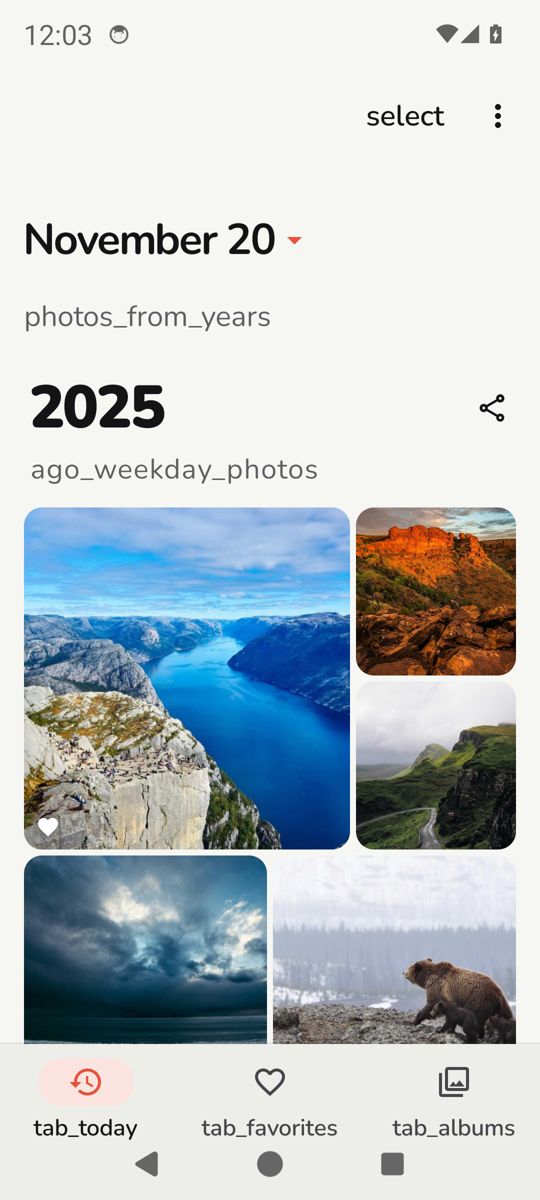 12:03
select
November 20
photos_from_years
2025
ago_weekday_photos
tab_today
tab_favorites
tab_albums